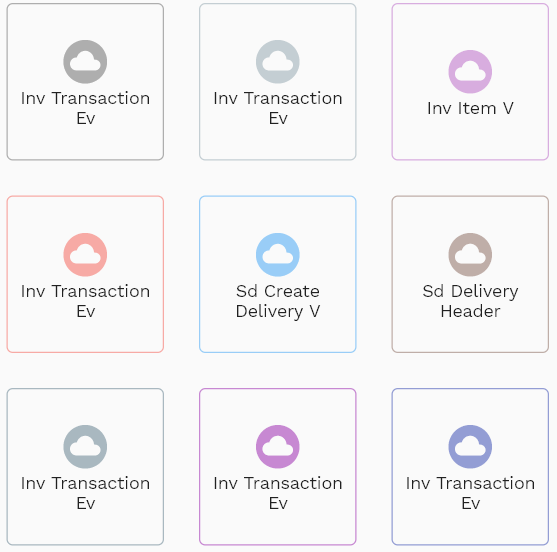 Inv Transaction
Ev
Inv Transaction
Ev
Inv Item V
Inv Transaction
Ev
Sd Create
Delivery V
Sd Delivery
Header
Inv Transaction
Ev
Inv Transaction
Ev
Inv Transaction
Ev